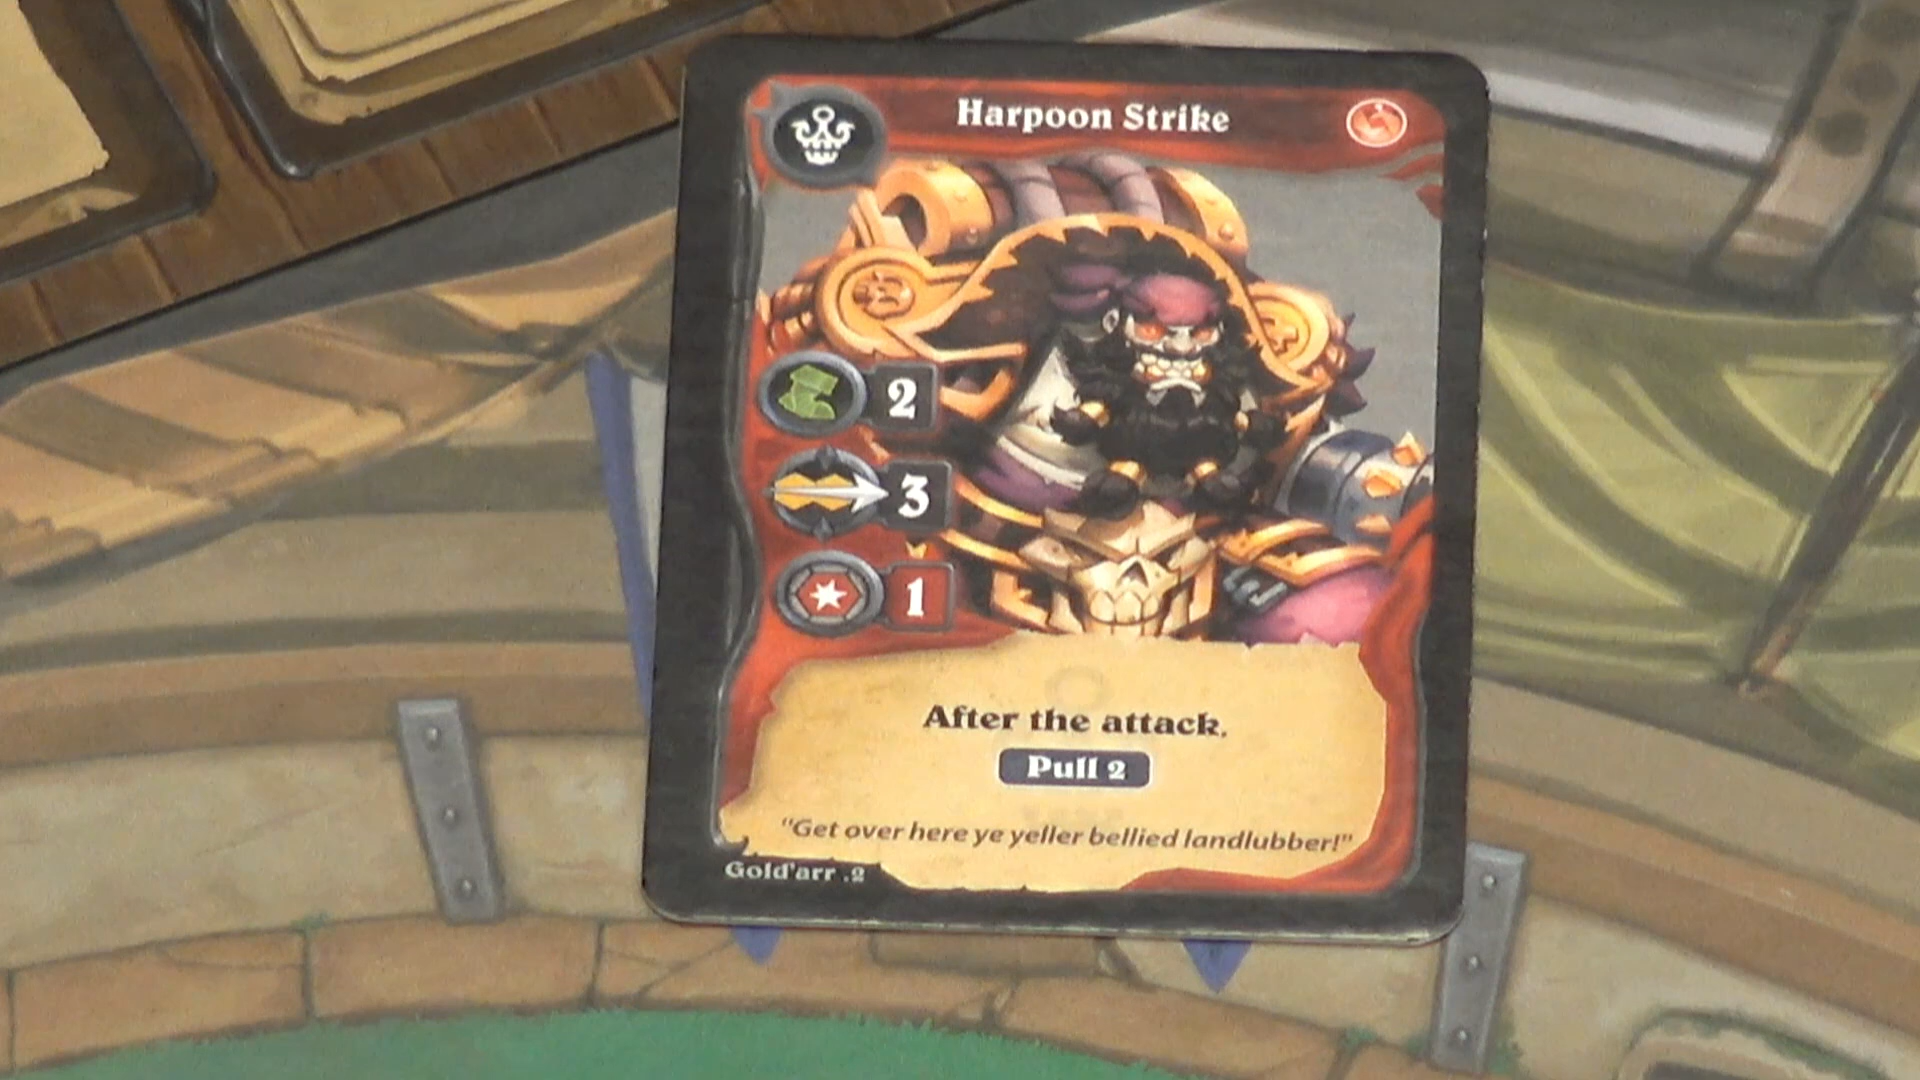 Harpoon Strike
2
3
1
After the attack.
Pull 2
"Get over here ye yeller bellied landlubber!"
Gold'arr .2